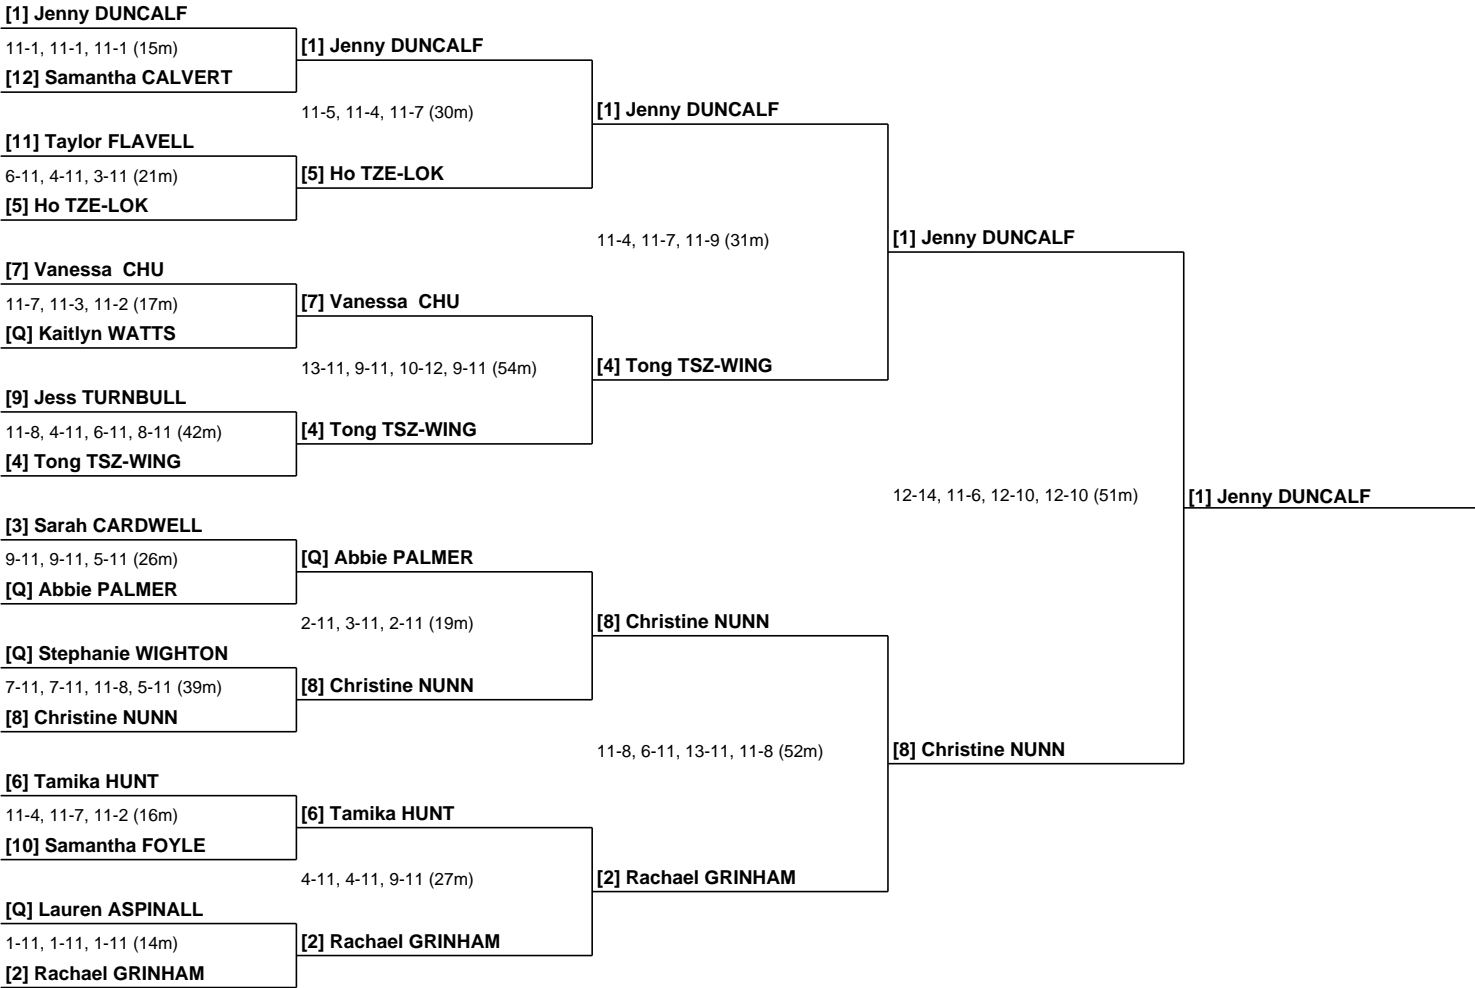 [1] Jenny DUNCALF
11-1, 11-1, 11-1 (15m)
[12] Samantha CALVERT
[11] Taylor FLAVELL
6-11, 4-11, 3-11 (21m)
[5] Ho TZE-LOK
[7] Vanessa  CHU
11-7, 11-3, 11-2 (17m)
[Q] Kaitlyn WATTS
[9] Jess TURNBULL
11-8, 4-11, 6-11, 8-11 (42m)
[4] Tong TSZ-WING
[3] Sarah CARDWELL
9-11, 9-11, 5-11 (26m)
[Q] Abbie PALMER
[Q] Stephanie WIGHTON
7-11, 7-11, 11-8, 5-11 (39m)
[8] Christine NUNN
[6] Tamika HUNT
11-4, 11-7, 11-2 (16m)
[10] Samantha FOYLE
[Q] Lauren ASPINALL
1-11, 1-11, 1-11 (14m)
[2] Rachael GRINHAM
[1] Jenny DUNCALF
11-5, 11-4, 11-7 (30m)
[5] Ho TZE-LOK
[7] Vanessa  CHU
13-11, 9-11, 10-12, 9-11 (54m)
[4] Tong TSZ-WING
[Q] Abbie PALMER
2-11, 3-11, 2-11 (19m)
[8] Christine NUNN
[6] Tamika HUNT
4-11, 4-11, 9-11 (27m)
[2] Rachael GRINHAM
[1] Jenny DUNCALF
11-4, 11-7, 11-9 (31m)
[4] Tong TSZ-WING
[8] Christine NUNN
11-8, 6-11, 13-11, 11-8 (52m)
[2] Rachael GRINHAM
[1] Jenny DUNCALF
12-14, 11-6, 12-10, 12-10 (51m)
[8] Christine NUNN
[1] Jenny DUNCALF